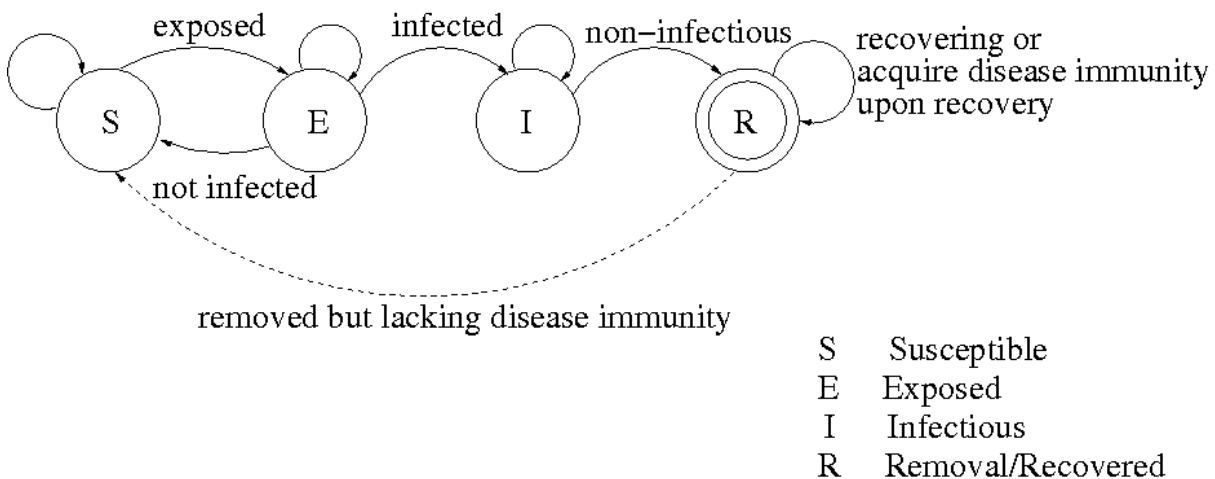 exposed
infected
non-infectious
recovering or
acquire disease immunity
upon recovery
S
E
I
R
not infected
removed but lacking disease immunity
S Susceptible
E Exposed
I Infectious
R Removal/Recovered